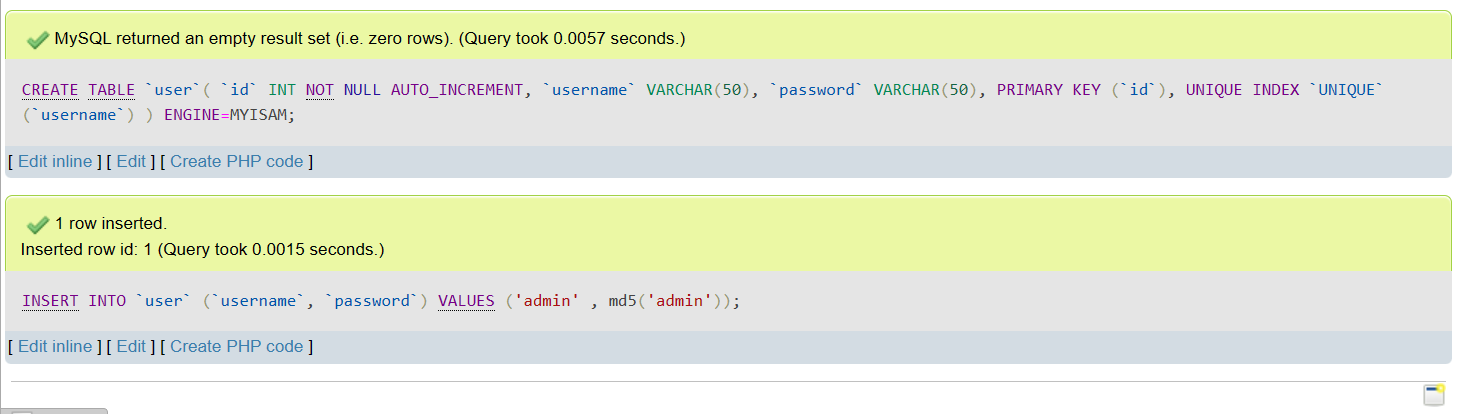 MySQL returned an empty result set (i.e. zero rows). (Query took 0.0057 seconds.)
CREATE TABLE `user`( `id` INT NOT NULL AUTO_INCREMENT, `username` VARCHAR(50), `password` VARCHAR(50), PRIMARY KEY (`id`), UNIQUE INDEX `UNIQUE`
(`username`) ) ENGINE=MYISAM;
[ Edit inline ] [ Edit ] [ Create PHP code ]
1 row inserted.
Inserted row id: 1 (Query took 0.0015 seconds.)
INSERT INTO `user` (`username`, `password`) VALUES ('admin' , md5('admin'));
[ Edit inline ] [ Edit ] [ Create PHP code ]